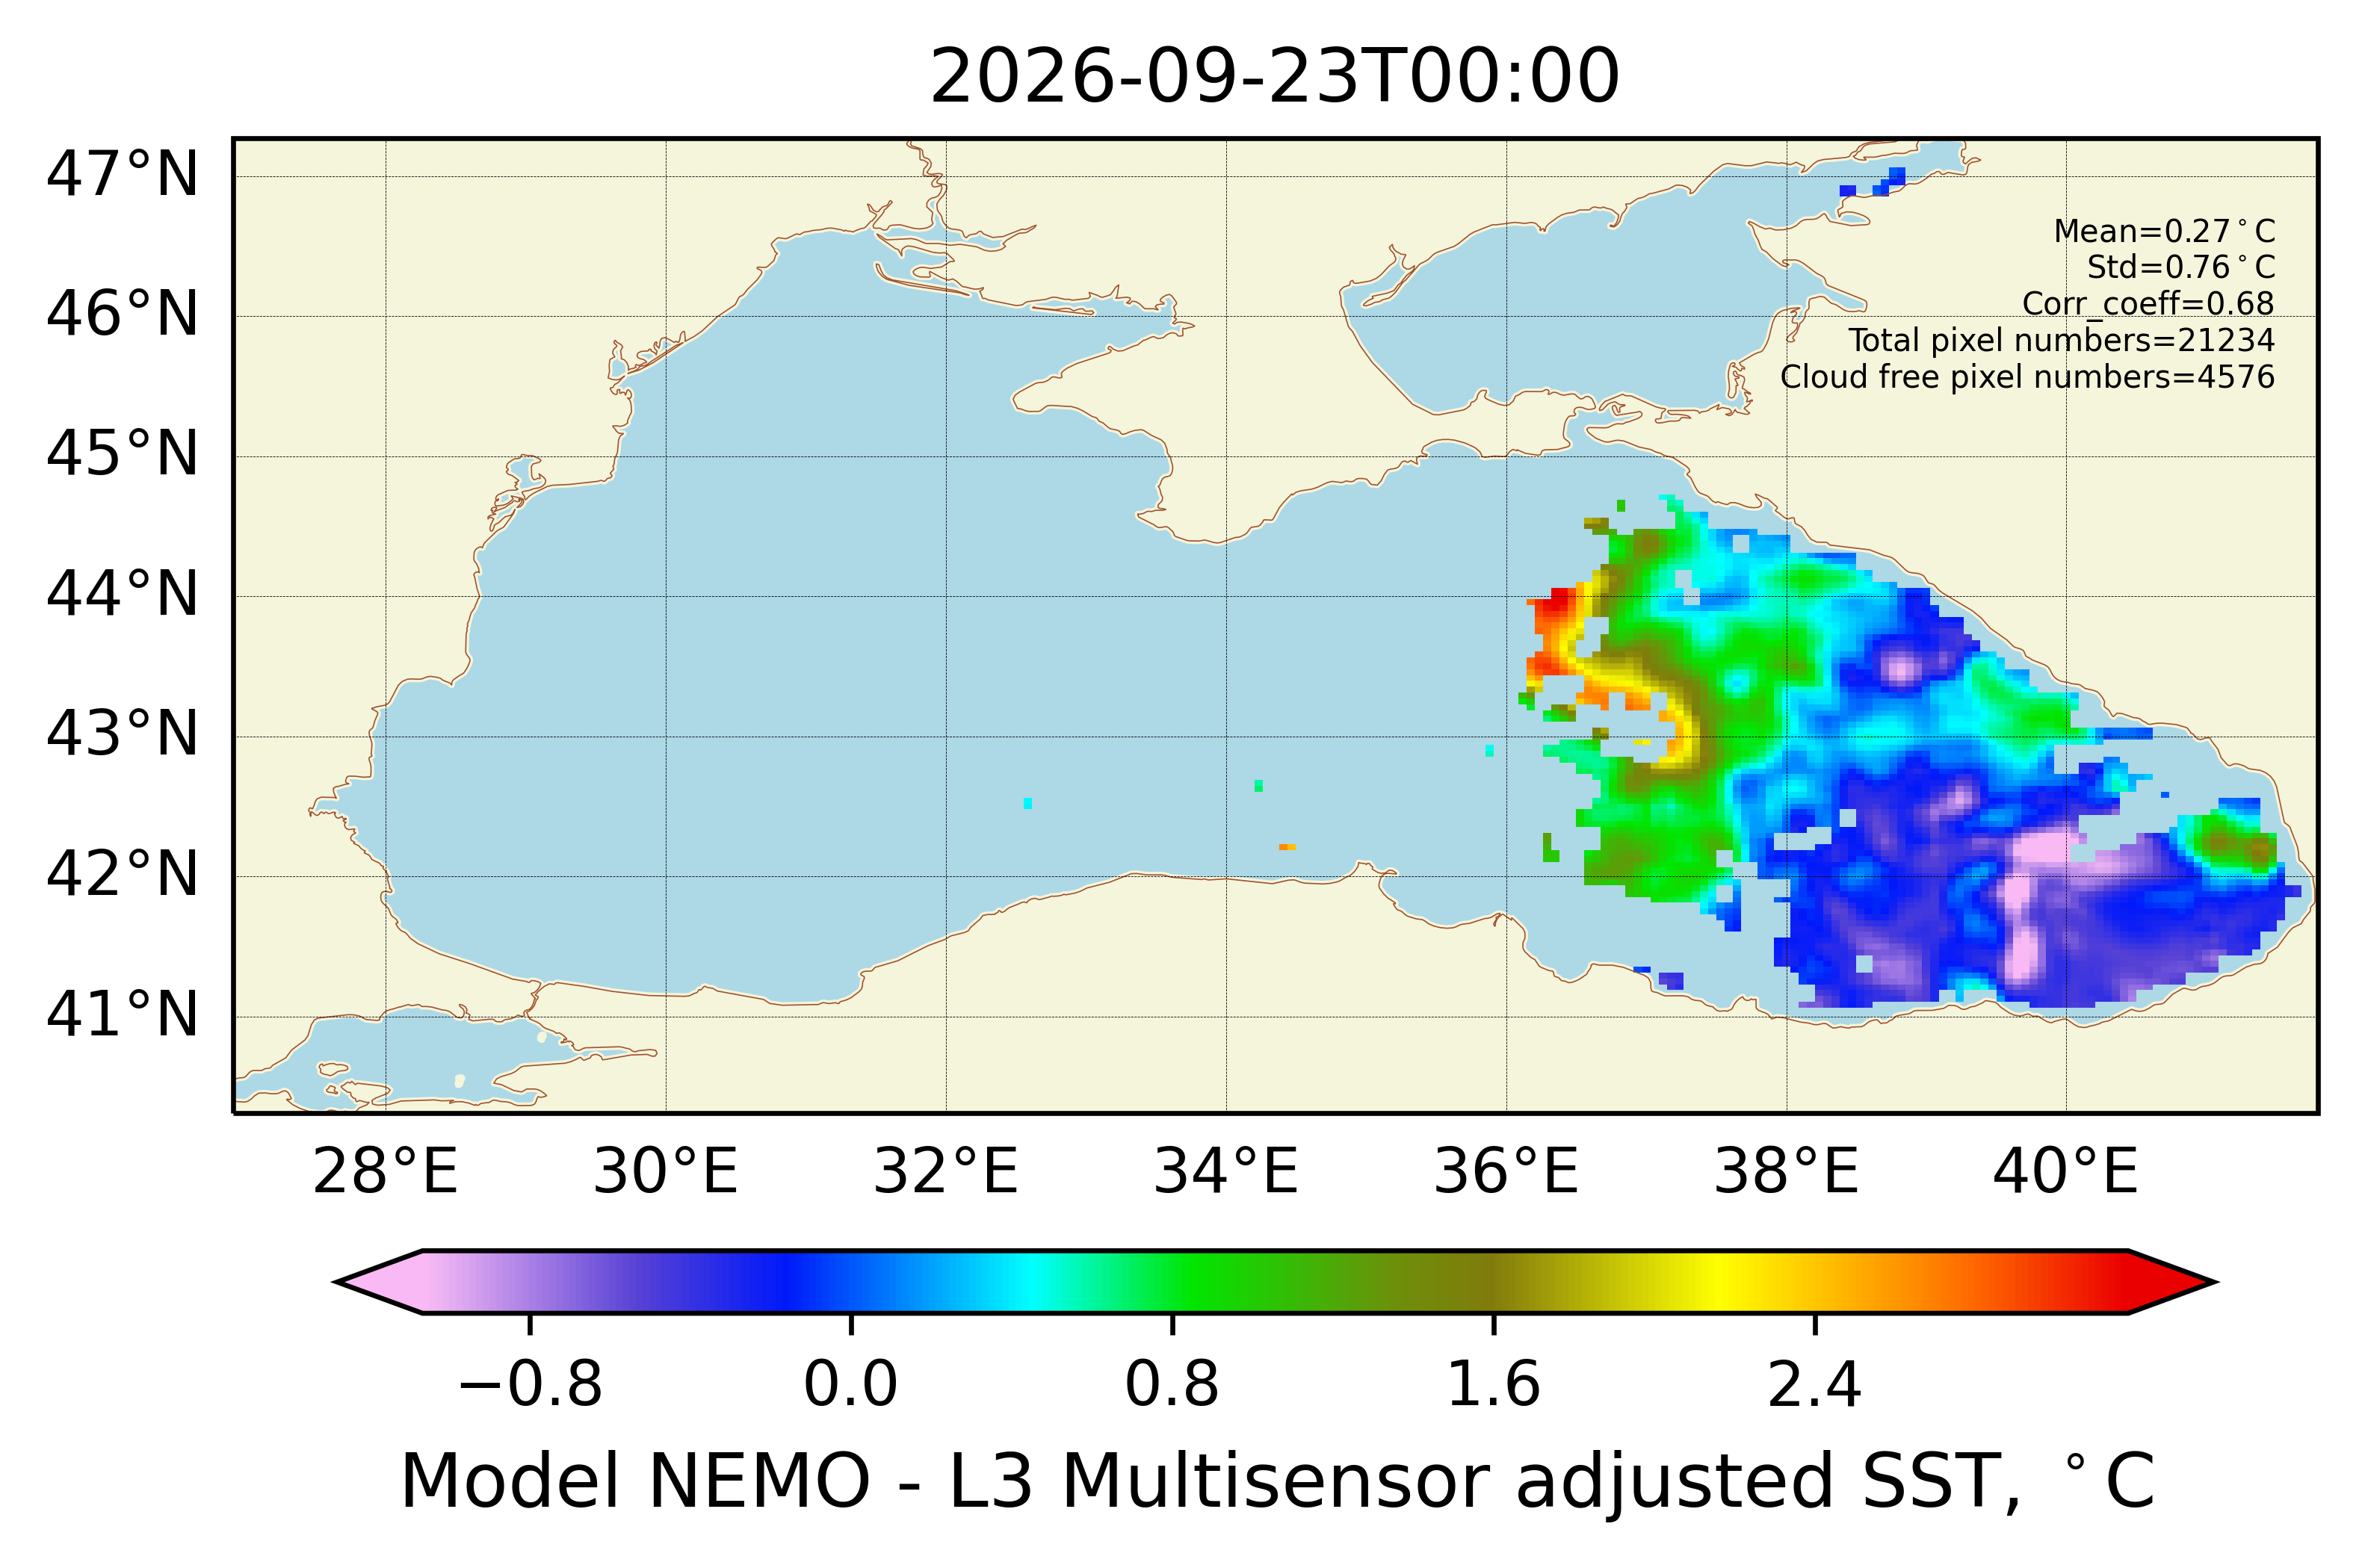 2026-09-23T00:00
47°N
46°N
45°N
44°N
43°N
42°N
41°N
Mean=0.27°C
Std=0.76°C
Corr_coeff=0.68
Total pixel numbers=21234
Cloud free pixel numbers=4576
28°E 30°E 32°E 34°E 36°E 38°E 40°E
−0.8 0.0 0.8 1.6 2.4
Model NEMO - L3 Multisensor adjusted SST, °C